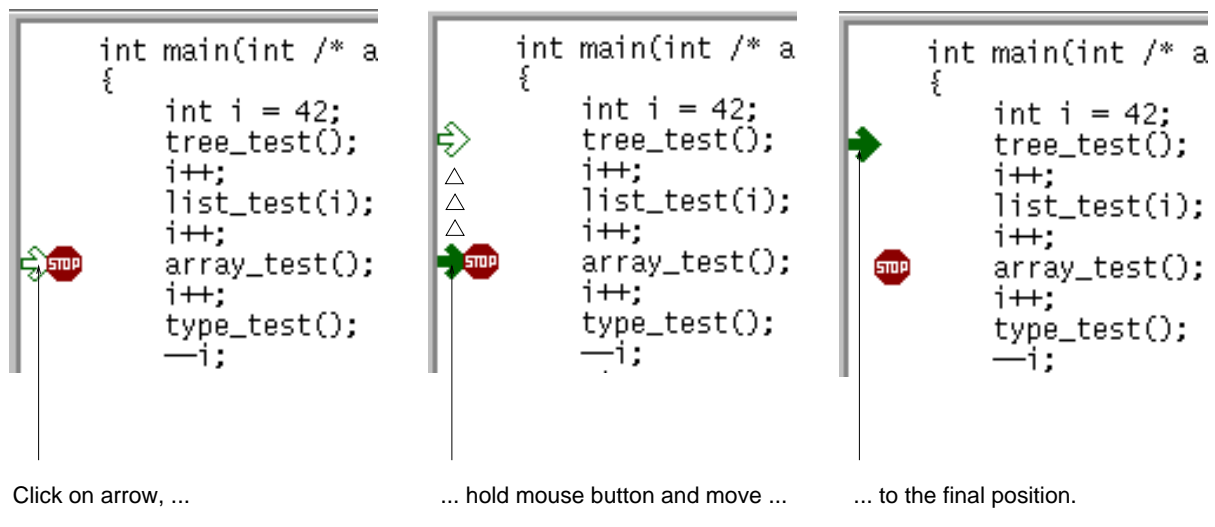 int main(int /* a
{
int i = 42;
tree_test();
i++;
list_test(i);
i++;
STOP
array_test();
i++;
type_test();
--i;
Click on arrow, ...
int main(int /* a
{
int i = 42;
tree_test();
i++;
list_test(i);
i++;
STOP
array_test();
i++;
type_test();
--i;
... hold mouse button and move ...
int main(int /* a
{
int i = 42;
tree_test();
i++;
list_test(i);
i++;
STOP
array_test();
i++;
type_test();
--i;
... to the final position.